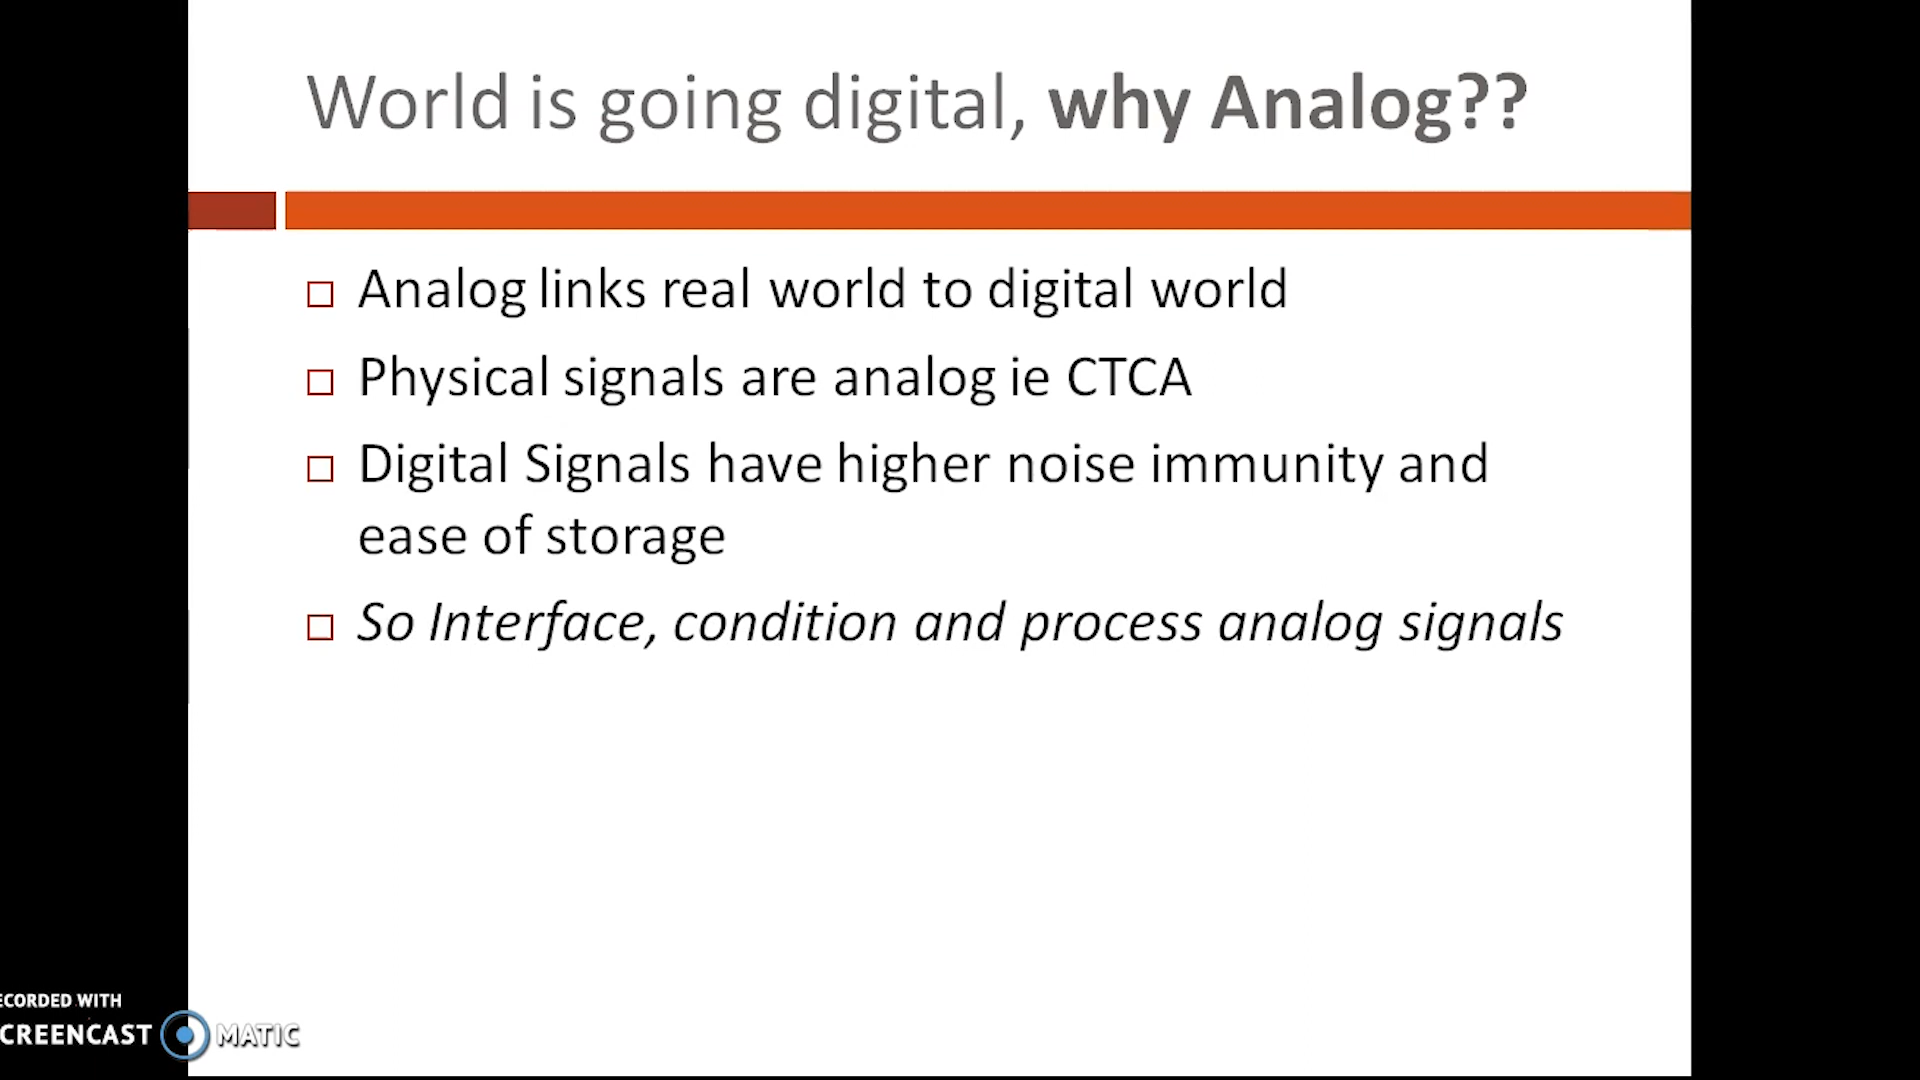 World is going digital, why Analog??
Analog links real world to digital world
Physical signals are analog ie CTCA
Digital Signals have higher noise immunity and
ease of storage
So Interface, condition and process analog signals
ECORDED WITH
CREENCAST MATIC